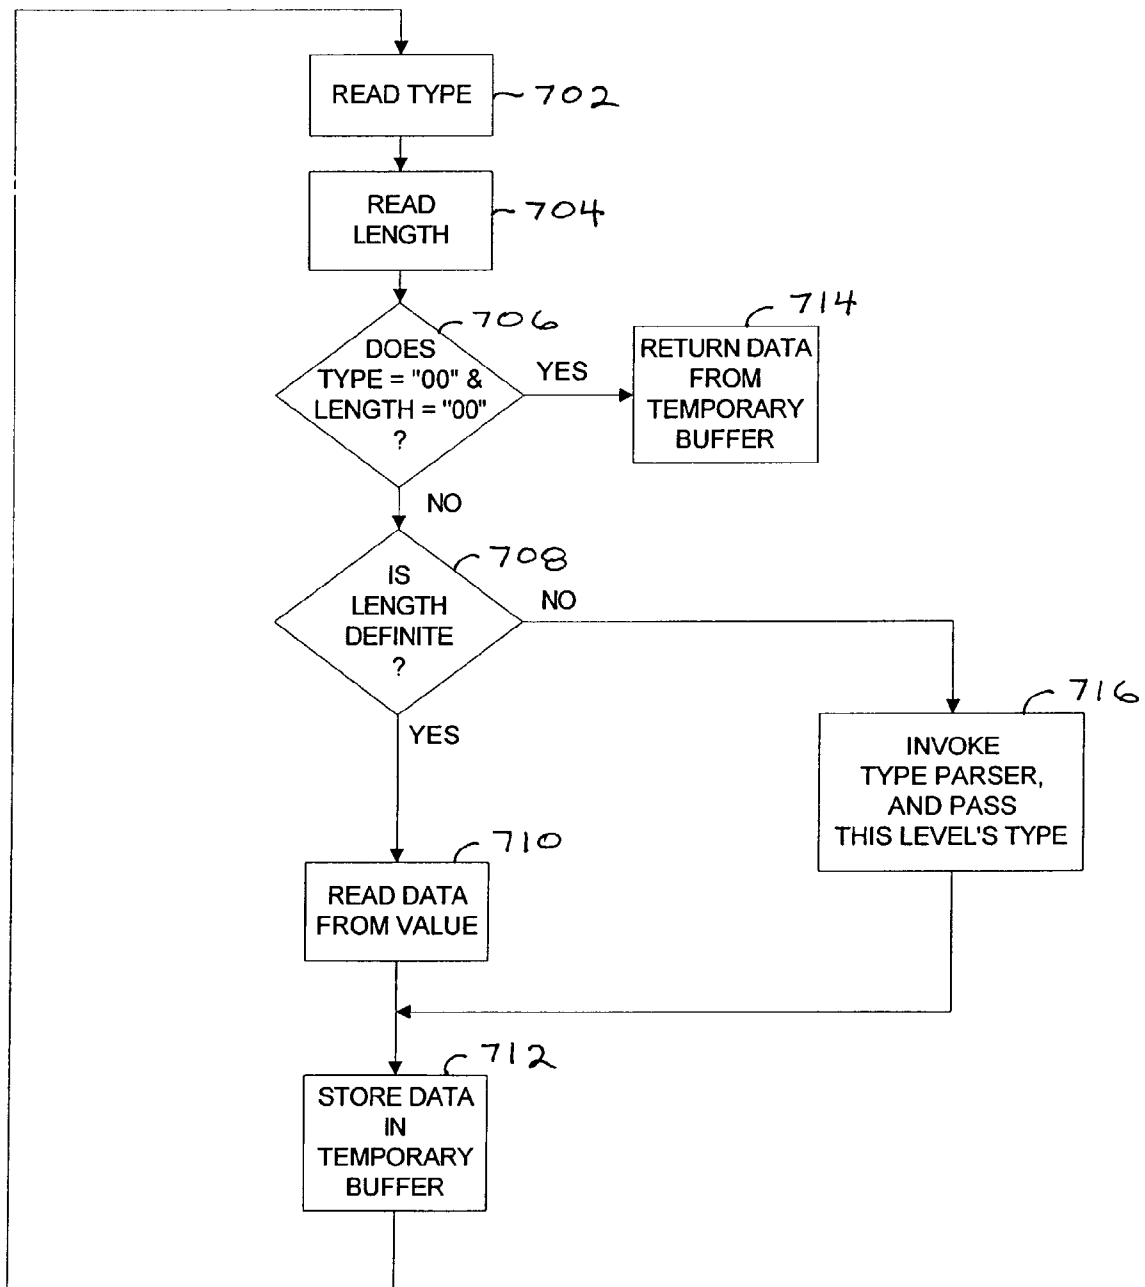 READ TYPE
702
READ
LENGTH
704
706
DOES
TYPE = "00" &
LENGTH = "00"
?
YES
714
RETURN DATA
FROM
TEMPORARY
BUFFER
NO
708
IS
LENGTH
DEFINITE
?
NO
YES
716
INVOKE
TYPE PARSER,
AND PASS
THIS LEVEL'S TYPE
710
READ DATA
FROM VALUE
712
STORE DATA
IN
TEMPORARY
BUFFER